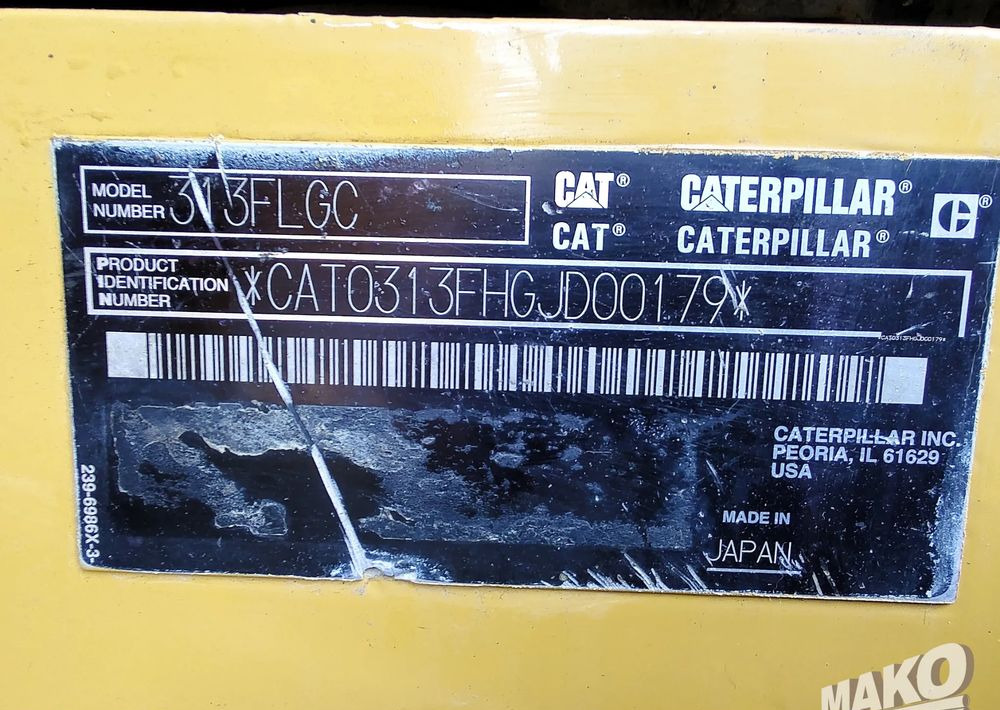 MODEL
NUMBER 313FLGC
CAT® CATERPILLAR®
CAT® CATERPILLAR®
C®
PRODUCT
IDENTIFICATION
NUMBER *CAT0313FHGJD00179*
*CAT0313FHGJD00179*
CATERPILLAR INC.
PEORIA, IL 61629
USA
MADE IN
JAPAN
239-6986X-3
MAKO